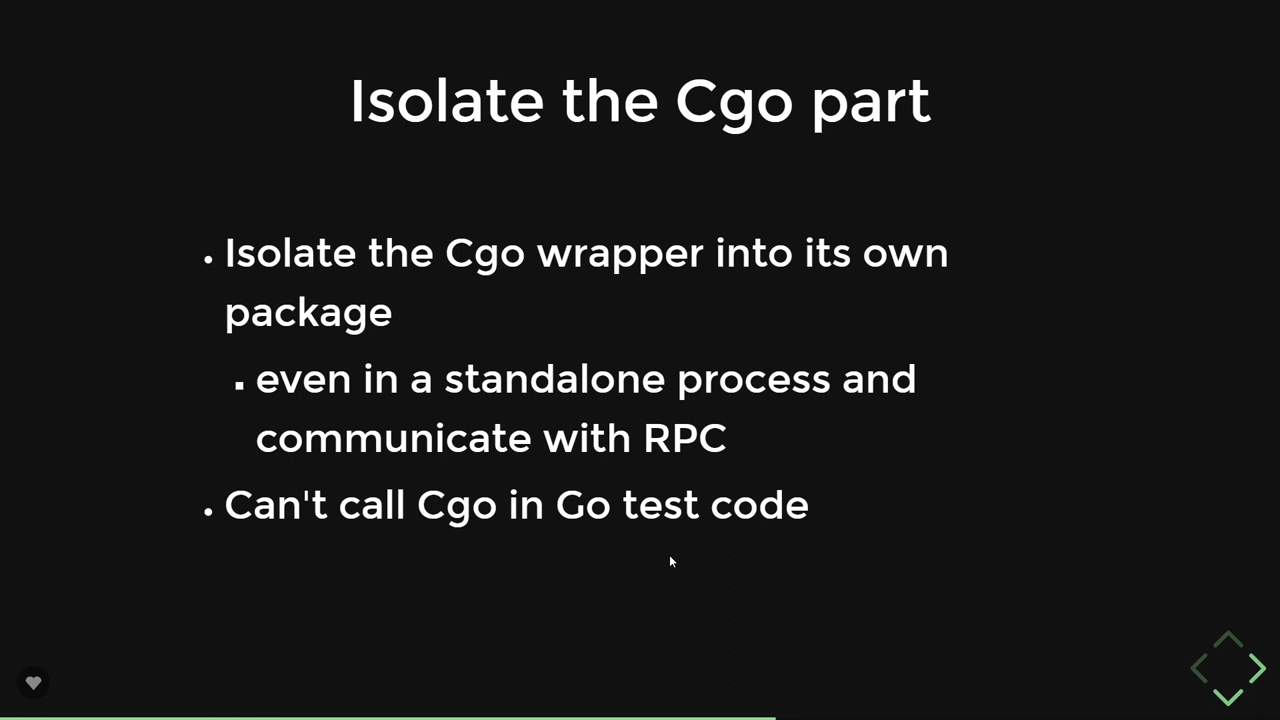 Isolate the Cgo part
Isolate the Cgo wrapper into its own
package
even in a standalone process and
communicate with RPC
Can't call Cgo in Go test code